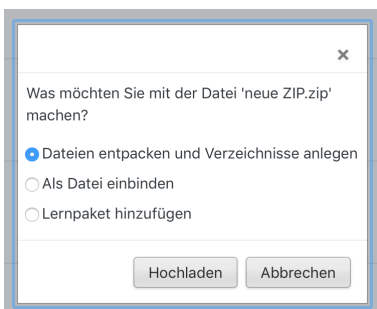 ×
Was möchten Sie mit der Datei 'neue ZIP.zip'
machen?
Dateien entpacken und Verzeichnisse anlegen
Als Datei einbinden
Lernpaket hinzufügen
Hochladen Abbrechen